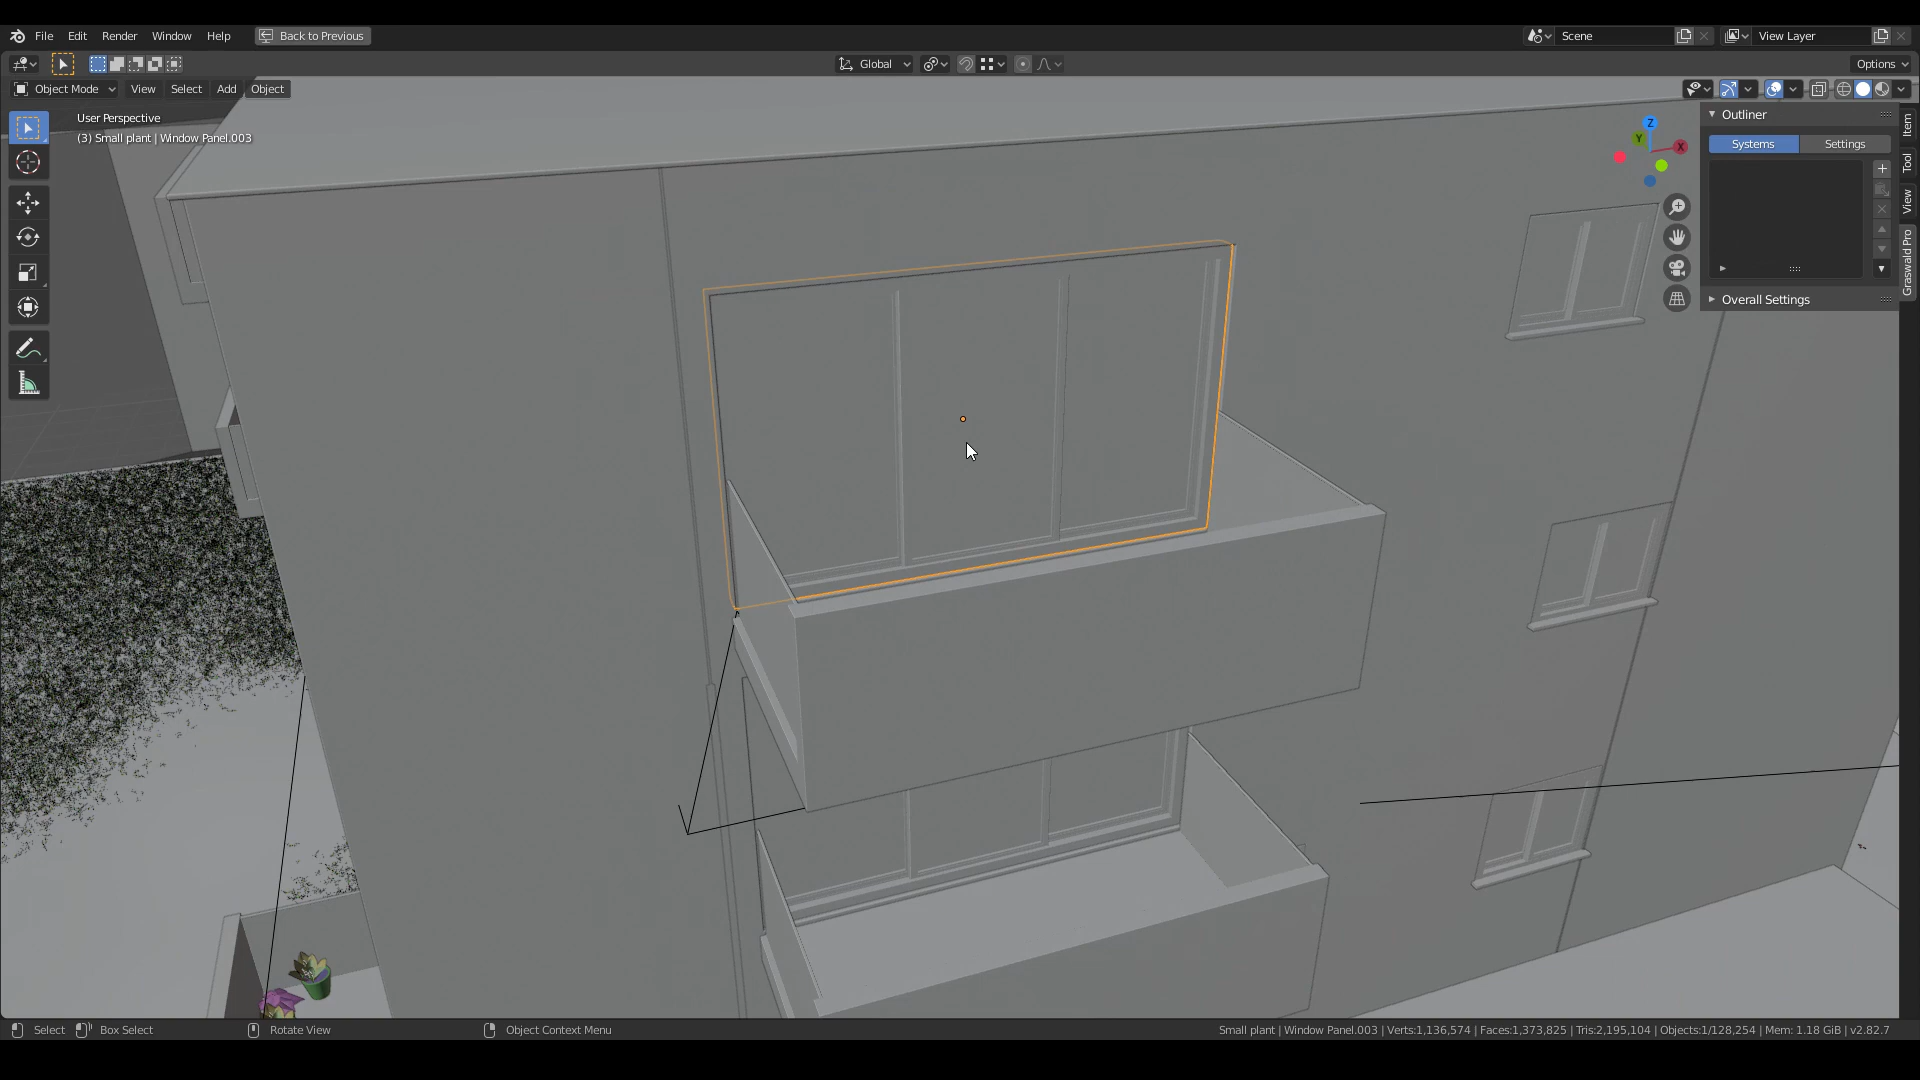 File Edit Render Window Help Back to Previous Scene View Layer
Global Options
Object Mode View Select Add Object
User Perspective
(3) Small plant | Window Panel.003
Z
Y
X
Outliner
Systems Settings
Overall Settings
Item
Tool
View
Graswald Pro
Select Box Select Rotate View Object Context Menu Small plant | Window Panel.003 | Verts:1,136,574 | Faces:1,373,825 | Tris:2,195,104 | Objects:1/128,254 | Mem: 1.18 GiB | v2.82.7